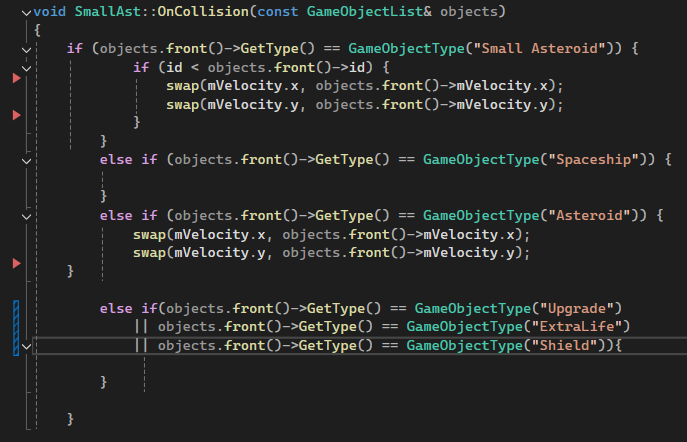 void SmallAst::OnCollision(const GameObjectList& objects)
{
if (objects.front()->GetType() == GameObjectType("Small Asteroid")) {
if (id < objects.front()->id) {
swap(mVelocity.x, objects.front()->mVelocity.x);
swap(mVelocity.y, objects.front()->mVelocity.y);
}
}
else if (objects.front()->GetType() == GameObjectType("Spaceship")) {
}
else if (objects.front()->GetType() == GameObjectType("Asteroid")) {
swap(mVelocity.x, objects.front()->mVelocity.x);
swap(mVelocity.y, objects.front()->mVelocity.y);
}
else if(objects.front()->GetType() == GameObjectType("Upgrade")
|| objects.front()->GetType() == GameObjectType("ExtraLife")
|| objects.front()->GetType() == GameObjectType("Shield")){
}
}